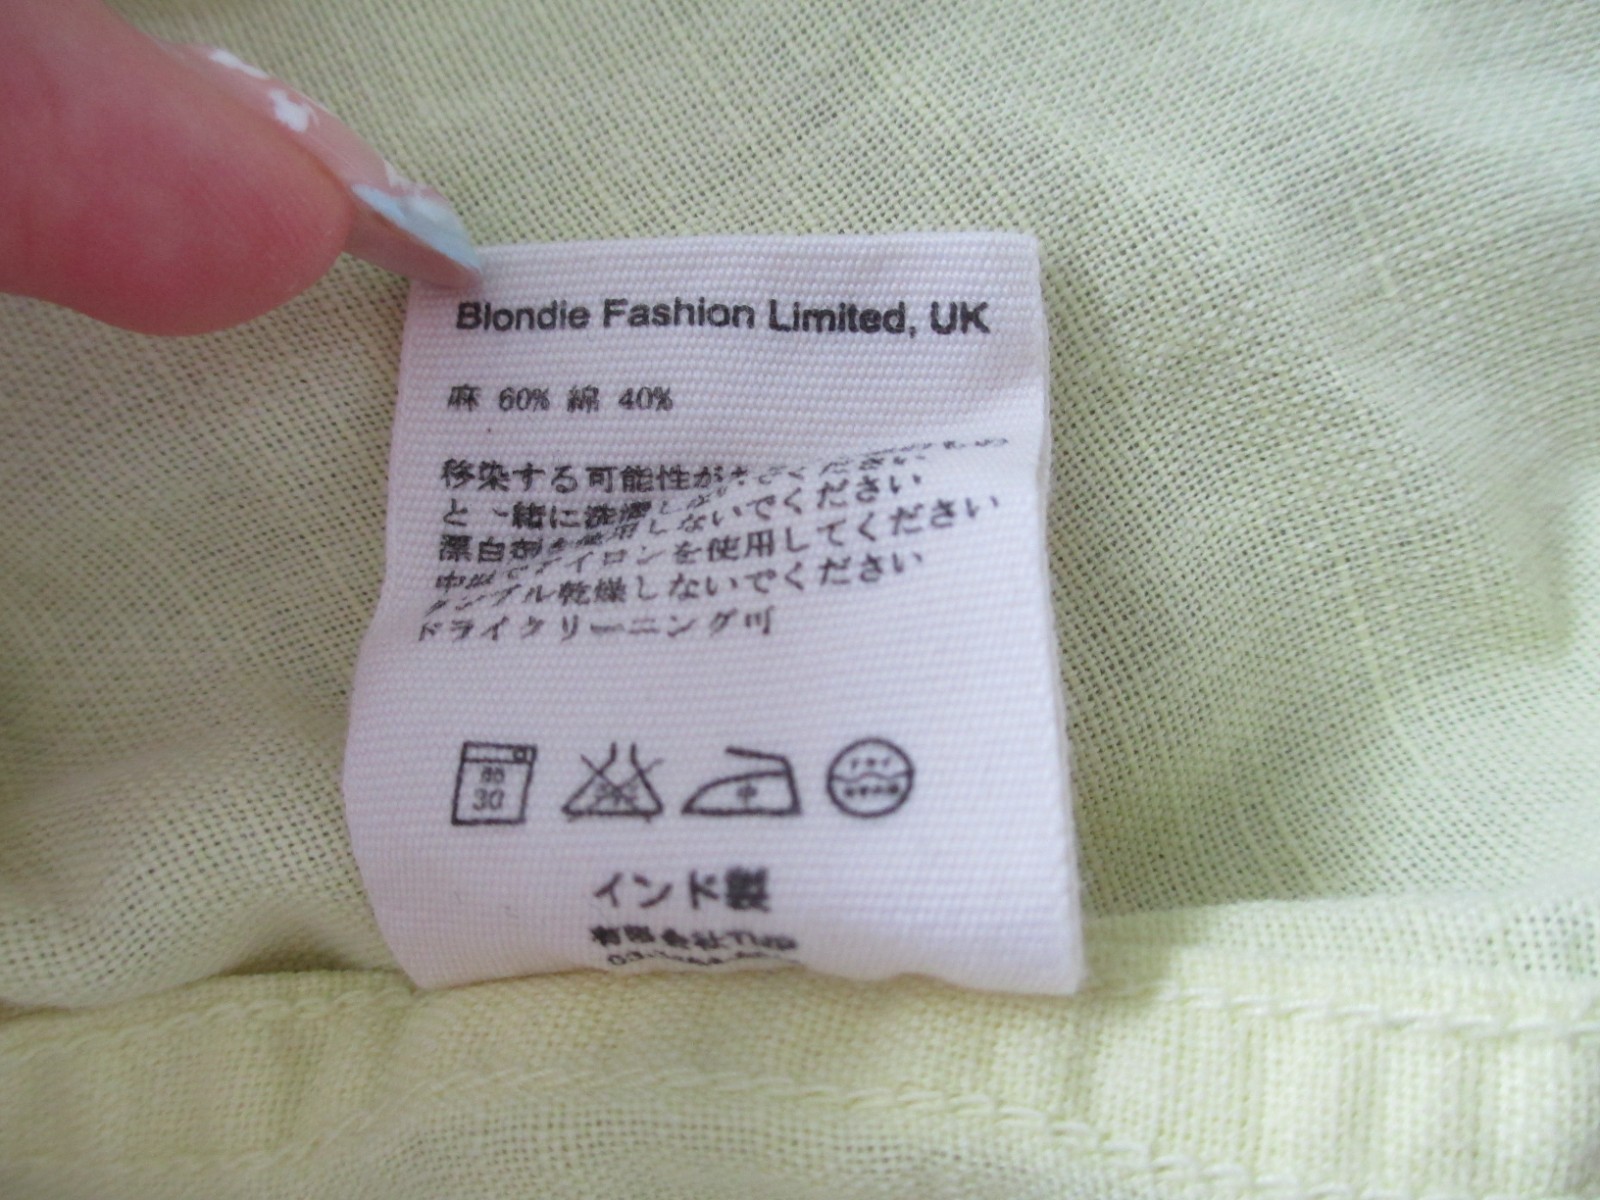 Blondie Fashion Limited, UK
麻 60% 綿 40%
移染する可能性が
と一緒に洗濯しないでください
漂白剤を使用しないでください
中温でアイロンを使用してください
タンブル乾燥しないでください
ドライクリーニング可
30
中
ドライ
インド製